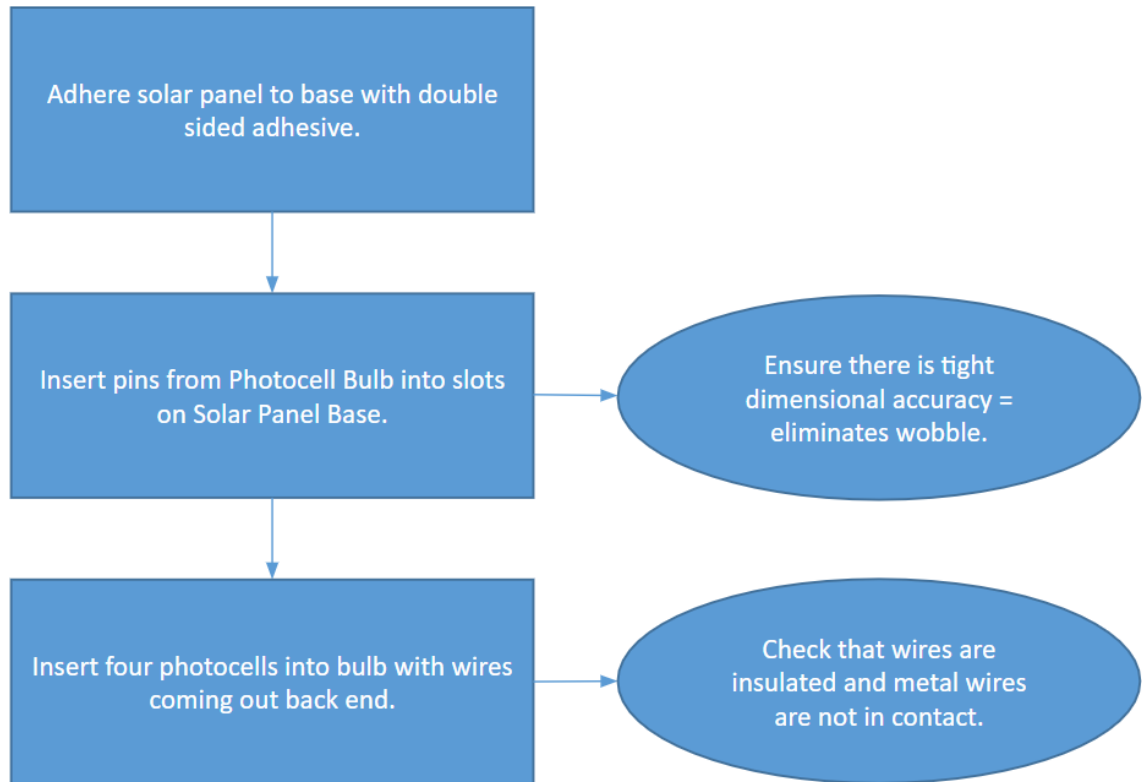 Adhere solar panel to base with double
sided adhesive.
Insert pins from Photocell Bulb into slots
on Solar Panel Base.
Ensure there is tight
dimensional accuracy =
eliminates wobble.
Insert four photocells into bulb with wires
coming out back end.
Check that wires are
insulated and metal wires
are not in contact.